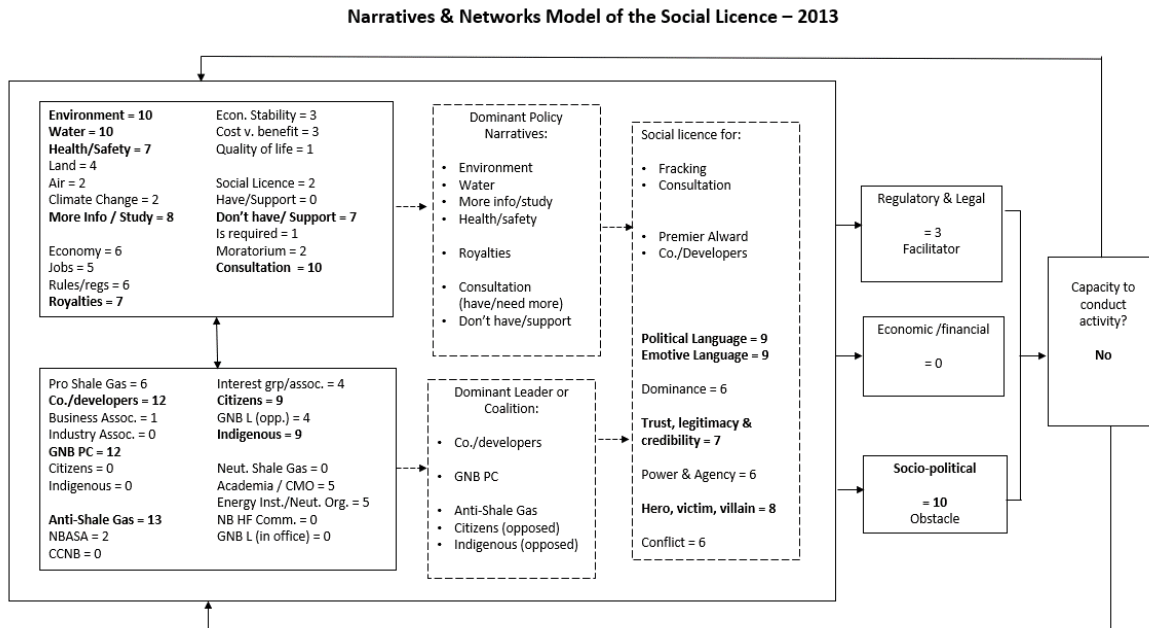 Narratives & Networks Model of the Social Licence – 2013
Environment = 10
Water = 10
Health/Safety = 7
Land = 4
Air = 2
Climate Change = 2
More Info / Study = 8
Economy = 6
Jobs = 5
Rules/regs = 6
Royalties = 7
Econ. Stability = 3
Cost v. benefit = 3
Quality of life = 1
Social Licence = 2
Have/Support = 0
Don't have/ Support = 7
Is required = 1
Moratorium = 2
Consultation = 10
Pro Shale Gas = 6
Co./developers = 12
Business Assoc. = 1
Industry Assoc. = 0
GNB PC = 12
Citizens = 0
Indigenous = 0
Anti-Shale Gas = 13
NBASA = 2
CCNB = 0
Interest grp/assoc. = 4
Citizens = 9
GNB L (opp.) = 4
Indigenous = 9
Neut. Shale Gas = 0
Academia / CMO = 5
Energy Inst./Neut. Org. = 5
NB HF Comm. = 0
GNB L (in office) = 0
Dominant Policy
Narratives:
• Environment
• Water
• More info/study
• Health/safety
• Royalties
• Consultation
(have/need more)
• Don't have/support
Dominant Leader or
Coalition:
• Co./developers
• GNB PC
• Anti-Shale Gas
• Citizens (opposed)
• Indigenous (opposed)
Social licence for:
• Fracking
• Consultation
• Premier Alward
• Co./Developers
Political Language = 9
Emotive Language = 9
Dominance = 6
Trust, legitimacy &
credibility = 7
Power & Agency = 6
Hero, victim, villain = 8
Conflict = 6
Regulatory & Legal
= 3
Facilitator
Economic /financial
= 0
Socio-political
= 10
Obstacle
Capacity to
conduct
activity?
No